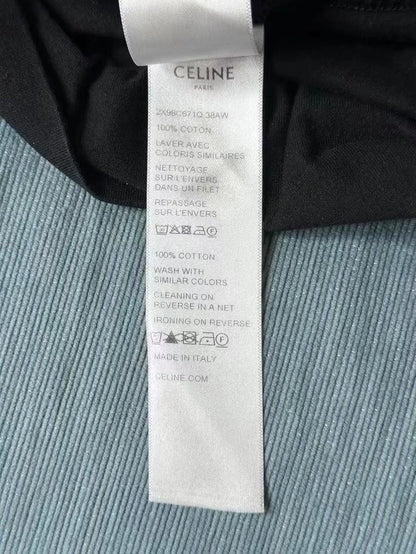 CELINE
PARIS
2X98C671Q 38AW
100% COTTON
LAVER AVEC
COLORIS SIMILAIRES
NETTOYAGE
SUR L'ENVERS
DANS UN FILET
REPASSAGE
SUR L'ENVERS
F
100% COTTON
WASH WITH
SIMILAR COLORS
CLEANING ON
REVERSE IN A NET
IRONING ON REVERSE
F
MADE IN ITALY
CELINE.COM